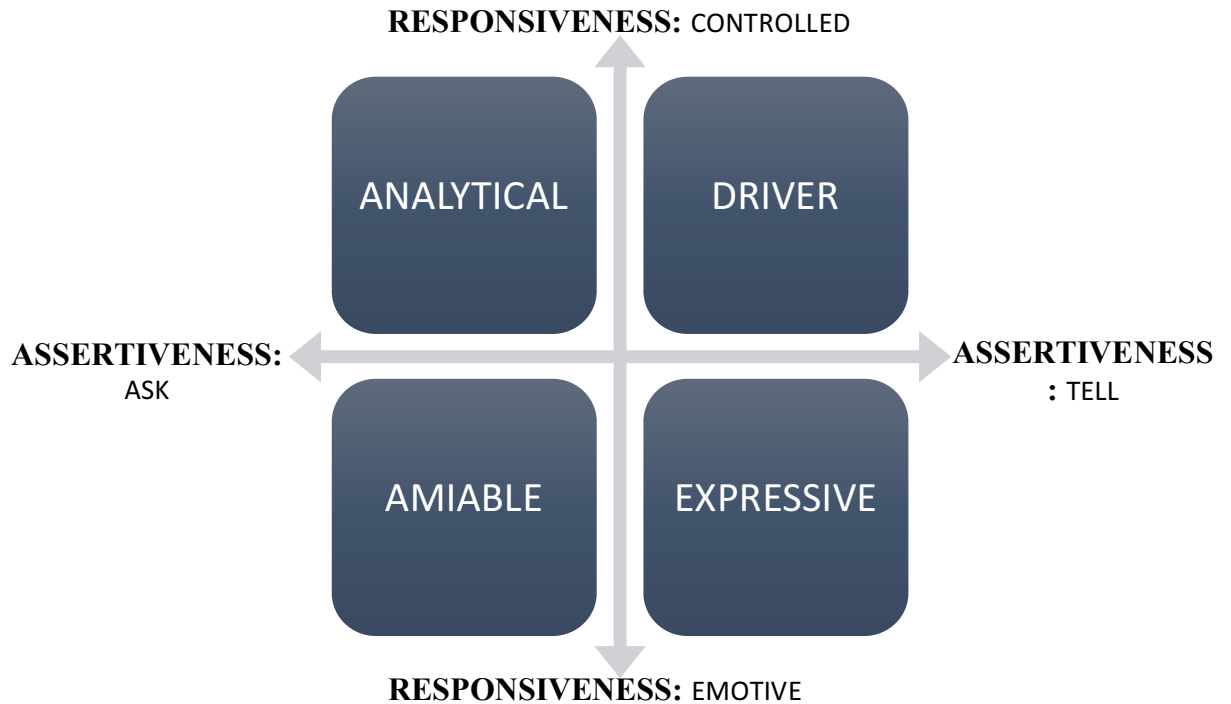 RESPONSIVENESS: CONTROLLED
ANALYTICAL
DRIVER
ASSERTIVENESS:
ASK
ASSERTIVENESS
: TELL
AMIABLE
EXPRESSIVE
RESPONSIVENESS: EMOTIVE